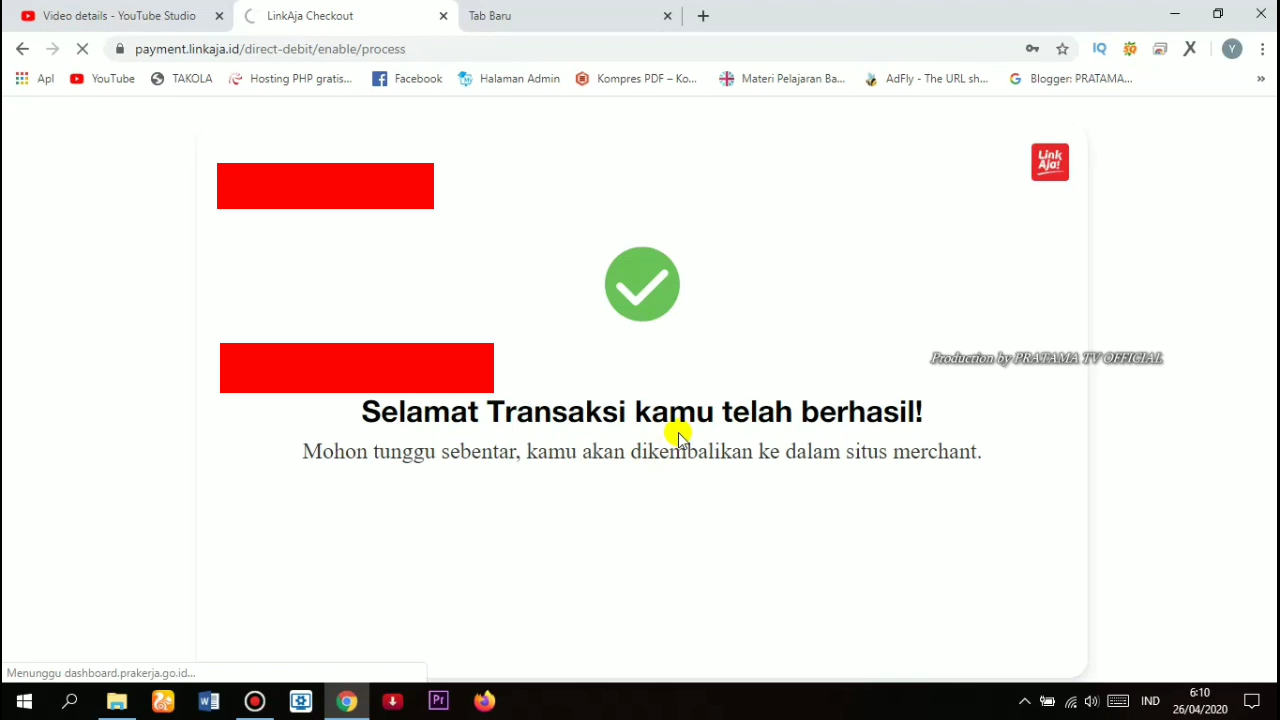 Video details - YouTube Studio
LinkAja Checkout
Tab Baru
payment.linkaja.id/direct-debit/enable/process
IQ
X
Y
Apl
YouTube
TAKOLA
Hosting PHP gratis...
Facebook
Halaman Admin
Kompres PDF – Ko...
Materi Pelajaran Ba...
AdFly - The URL sh...
Blogger: PRATAMA...
»
Link
Aja!
Production by PRATAMA TV OFFICIAL
Selamat Transaksi kamu telah berhasil!
Mohon tunggu sebentar, kamu akan dikembalikan ke dalam situs merchant.
Menunggu dashboard.prakerja.go.id...
Pr
IND
6:10
26/04/2020